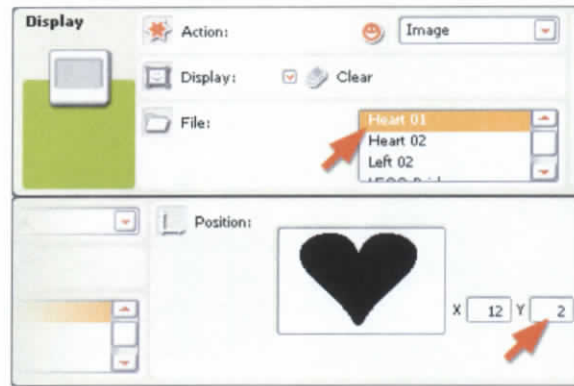 Display
Action:
Image
Display:
Clear
File:
Heart 01
Heart 02
Left 02
Position:
X 12 Y 2